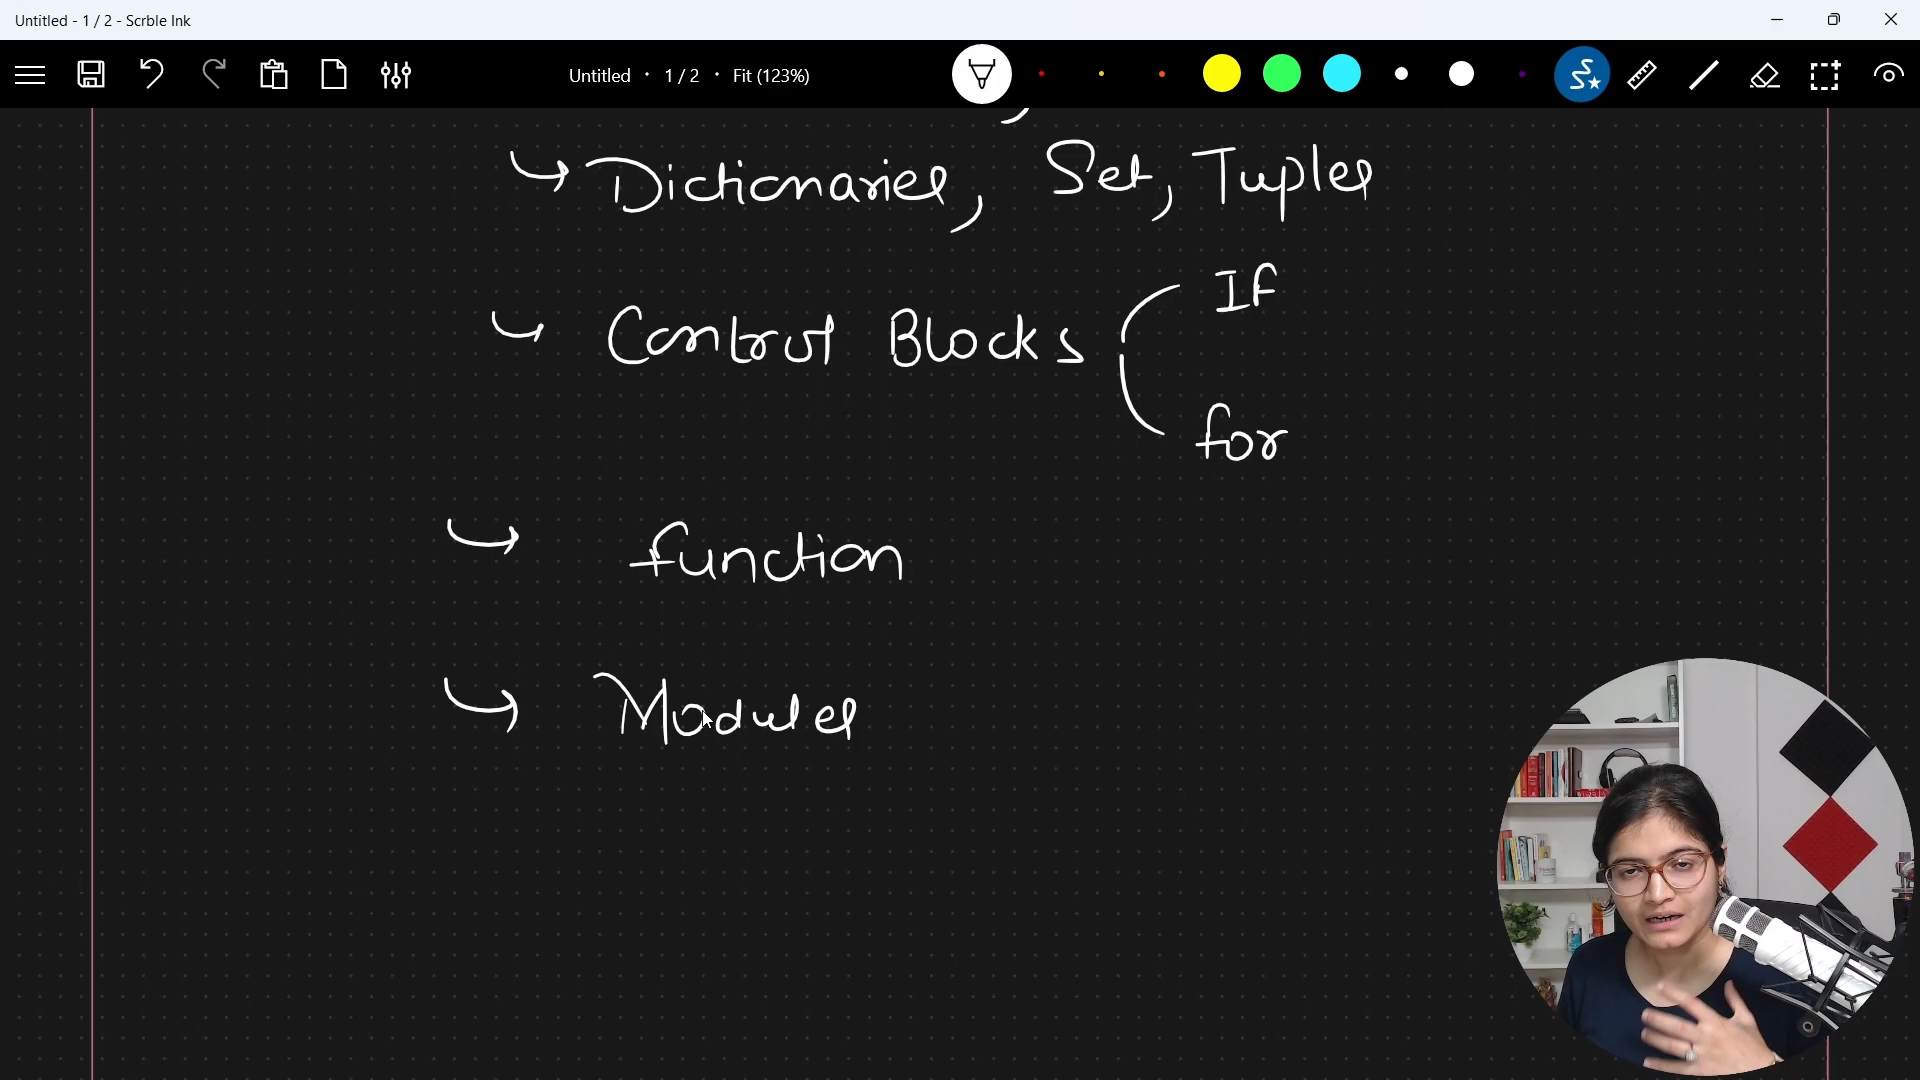 Untitled - 1 / 2 - Scrble Ink
Untitled • 1 / 2 • Fit (123%)
Dictionaries, Set, Tuples
If
Control Blocks
for
function
Modules